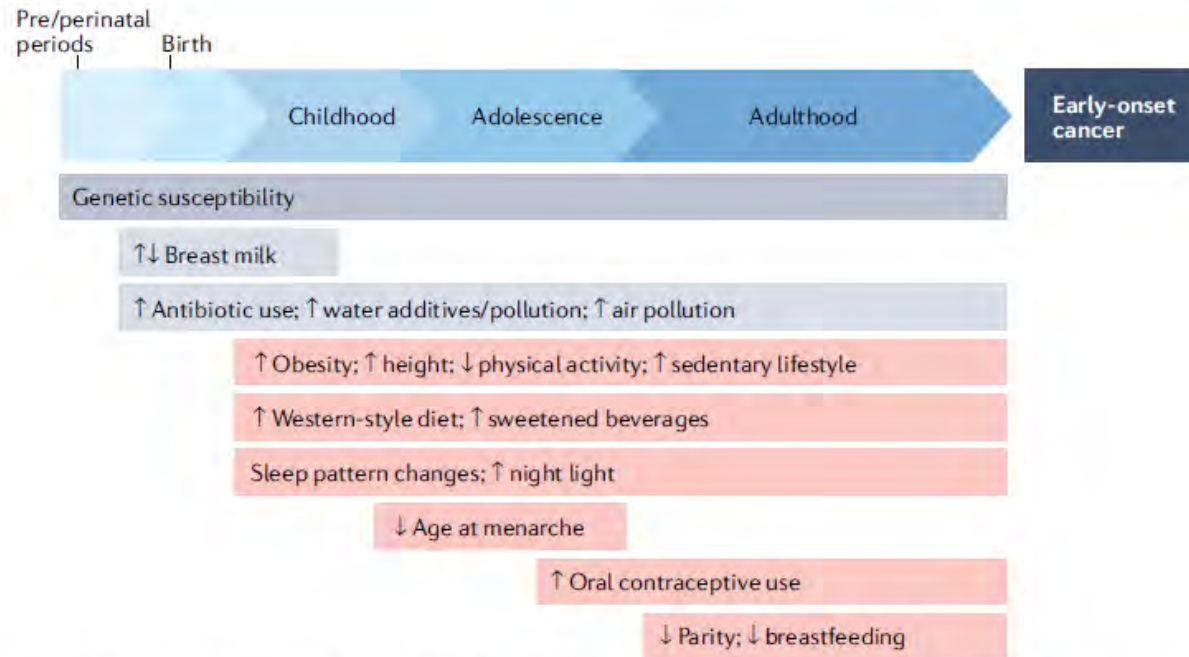 Pre/perinatal
periods
Birth
Childhood
Adolescence
Adulthood
Early-onset
cancer
Genetic susceptibility
↑↓ Breast milk
↑ Antibiotic use; ↑ water additives/pollution; ↑ air pollution
↑ Obesity; ↑ height; ↓ physical activity; ↑ sedentary lifestyle
↑ Western-style diet; ↑ sweetened beverages
Sleep pattern changes; ↑ night light
↓ Age at menarche
↑ Oral contraceptive use
↓ Parity; ↓ breastfeeding